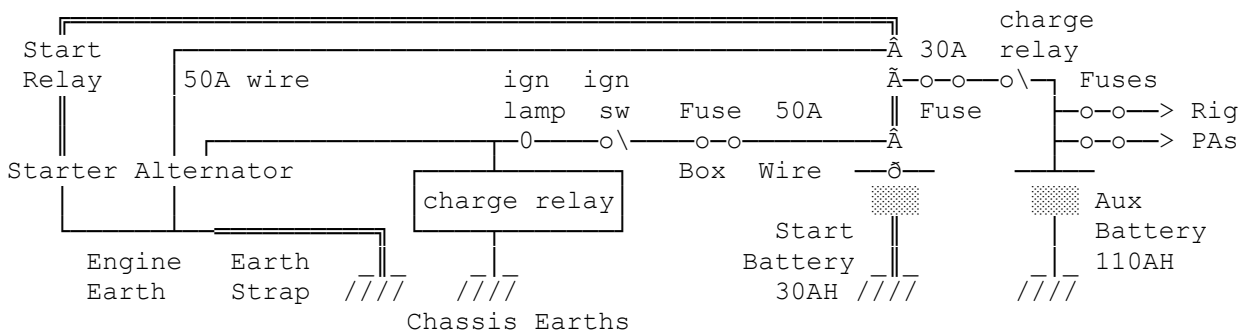 charge
Start Â 30A relay
Relay 50A wire ign ign Ã─o─o──o\ Fuses
lamp sw Fuse 50A Fuse o─o──> Rig
0 o\ o─o Â o─o──> PAs
Starter Alternator Box Wire ð
charge relay Aux
Start Battery
Engine Earth Battery 110AH
Earth Strap //// //// 30AH //// ////
Chassis Earths